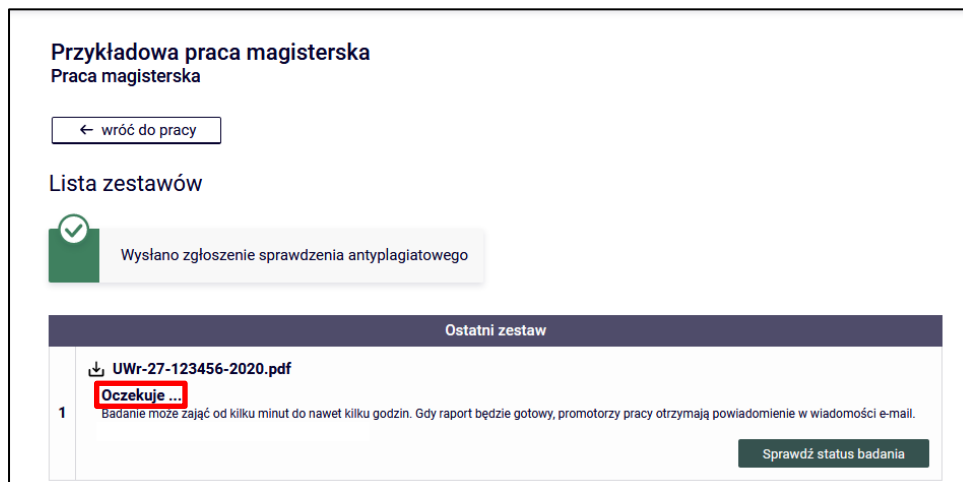 Przykładowa praca magisterska
Praca magisterska
← wróć do pracy
Lista zestawów
Wysłano zgłoszenie sprawdzenia antyplagiatowego
Ostatni zestaw
UWr-27-123456-2020.pdf
Oczekuje ...
1
Badanie może zająć od kilku minut do nawet kilku godzin. Gdy raport będzie gotowy, promotorzy pracy otrzymają powiadomienie w wiadomości e-mail.
Sprawdź status badania